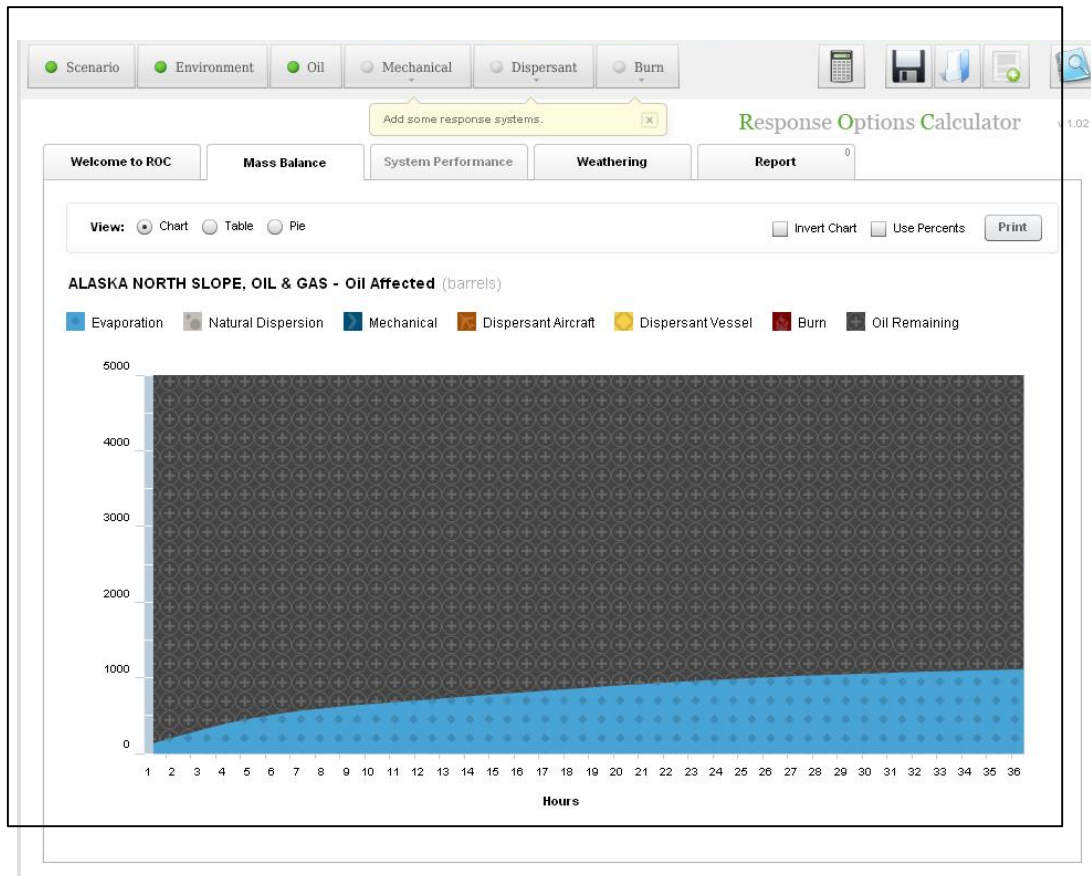 Scenario Environment Oil Mechanical Dispersant Burn
Add some response systems. x
Response Options Calculator v 1.02
Welcome to ROC Mass Balance System Performance Weathering Report 0
View: Chart Table Pie Invert Chart Use Percents Print
ALASKA NORTH SLOPE, OIL & GAS - Oil Affected (barrels)
Evaporation Natural Dispersion Mechanical Dispersant Aircraft Dispersant Vessel Burn Oil Remaining
5000
4000
3000
2000
1000
0
1 2 3 4 5 6 7 8 9 10 11 12 13 14 15 16 17 18 19 20 21 22 23 24 25 26 27 28 29 30 31 32 33 34 35 36
Hours